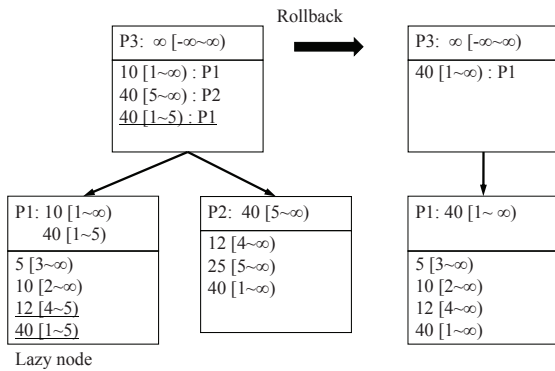 Rollback
P3: ∞ [-∞~∞)
10 [1~∞) : P1
40 [5~∞) : P2
40 [1~5) : P1
P3: ∞ [-∞~∞)
40 [1~∞) : P1
P1: 10 [1~∞)
40 [1~5)
5 [3~∞)
10 [2~∞)
12 [4~5)
40 [1~5)
Lazy node
P2: 40 [5~∞)
12 [4~∞)
25 [5~∞)
40 [1~∞)
P1: 40 [1~ ∞)
5 [3~∞)
10 [2~∞)
12 [4~∞)
40 [1~∞)